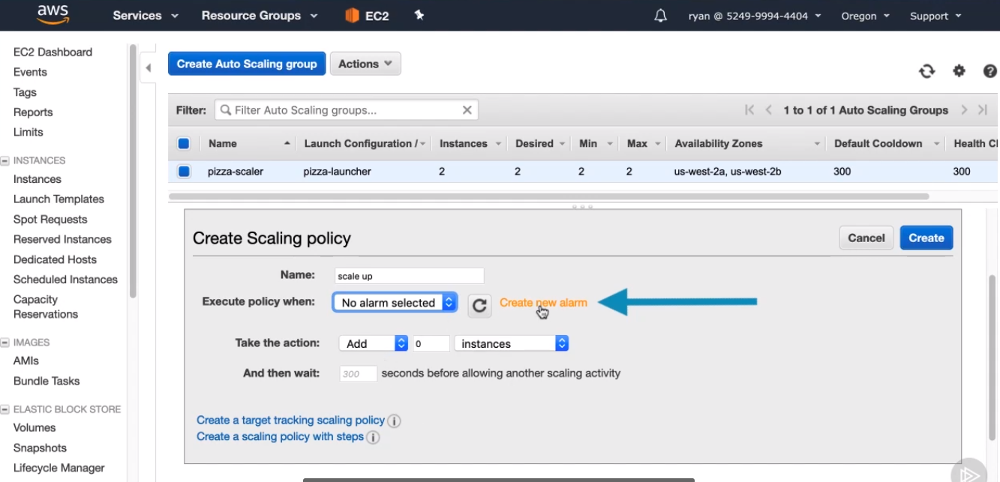 aws Services Resource Groups EC2 ryan @ 5249-9994-4404 Oregon Support
EC2 Dashboard
Events
Tags
Reports
Limits
INSTANCES
Instances
Launch Templates
Spot Requests
Reserved Instances
Dedicated Hosts
Scheduled Instances
Capacity
Reservations
IMAGES
AMIs
Bundle Tasks
ELASTIC BLOCK STORE
Volumes
Snapshots
Lifecycle Manager
Create Auto Scaling group Actions
Filter: Filter Auto Scaling groups... 1 to 1 of 1 Auto Scaling Groups
Name Launch Configuration / Instances Desired Min Max Availability Zones Default Cooldown Health
pizza-scaler pizza-launcher 2 2 2 2 us-west-2a, us-west-2b 300 300
Create Scaling policy Cancel Create
Name: scale up
Execute policy when: No alarm selected Create new alarm
Take the action: Add 0 instances
And then wait: 300 seconds before allowing another scaling activity
Create a target tracking scaling policy
Create a scaling policy with steps